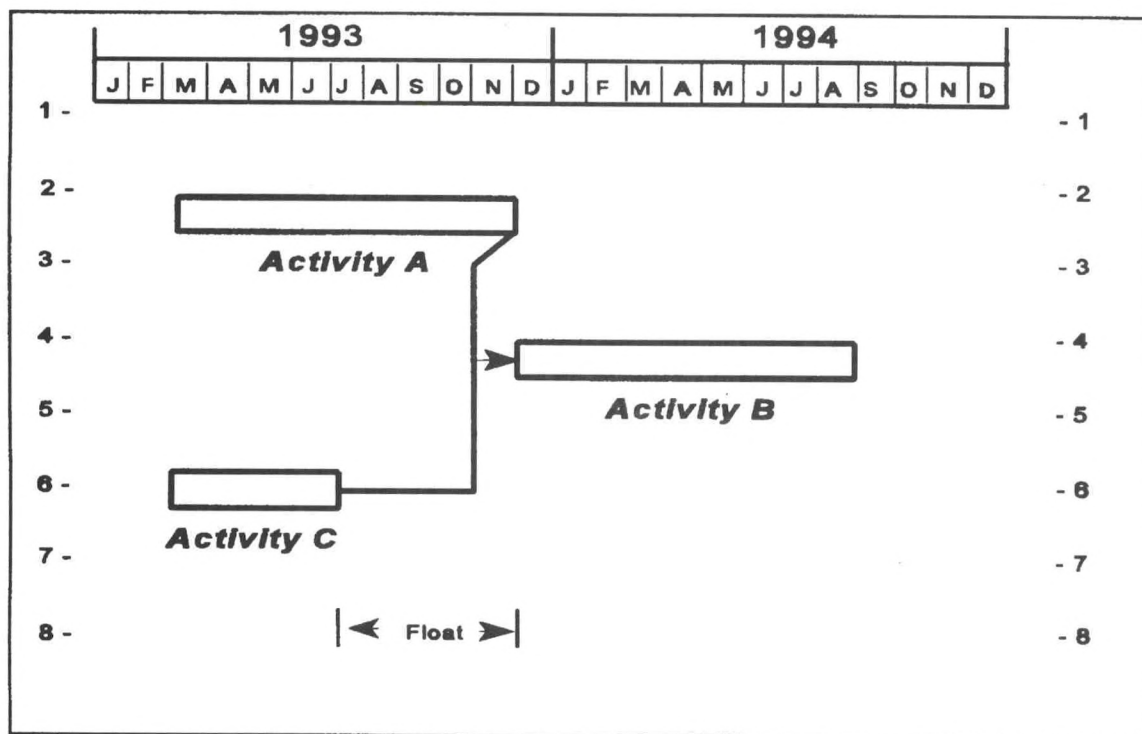 1993 1994
J F M A M J J A S O N D J F M A M J J A S O N D
1 - - 1
2 - - 2
Activity A
3 - - 3
4 - - 4
Activity B
5 - - 5
6 - - 6
Activity C
7 - - 7
Float
8 - - 8